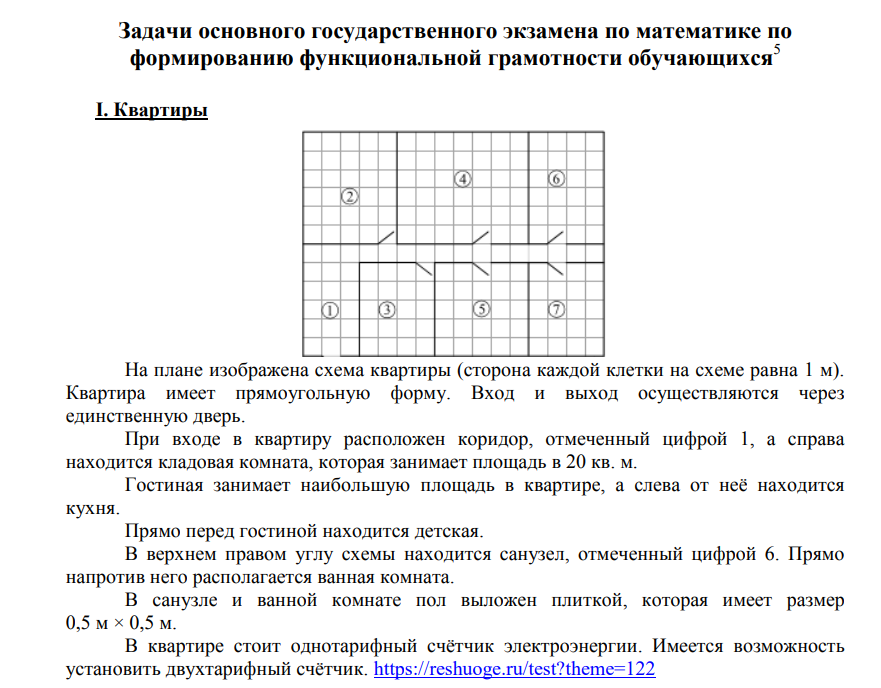 Задачи основного государственного экзамена по математике по
формированию функциональной грамотности обучающихся5
I. Квартиры
4
6
2
1
3
5
7
На плане изображена схема квартиры (сторона каждой клетки на схеме равна 1 м).
Квартира имеет прямоугольную форму. Вход и выход осуществляются через
единственную дверь.
При входе в квартиру расположен коридор, отмеченный цифрой 1, а справа
находится кладовая комната, которая занимает площадь в 20 кв. м.
Гостиная занимает наибольшую площадь в квартире, а слева от неё находится
кухня.
Прямо перед гостиной находится детская.
В верхнем правом углу схемы находится санузел, отмеченный цифрой 6. Прямо
напротив него располагается ванная комната.
В санузле и ванной комнате пол выложен плиткой, которая имеет размер
0,5 м × 0,5 м.
В квартире стоит однотарифный счётчик электроэнергии. Имеется возможность
установить двухтарифный счётчик. https://reshuoge.ru/test?theme=122